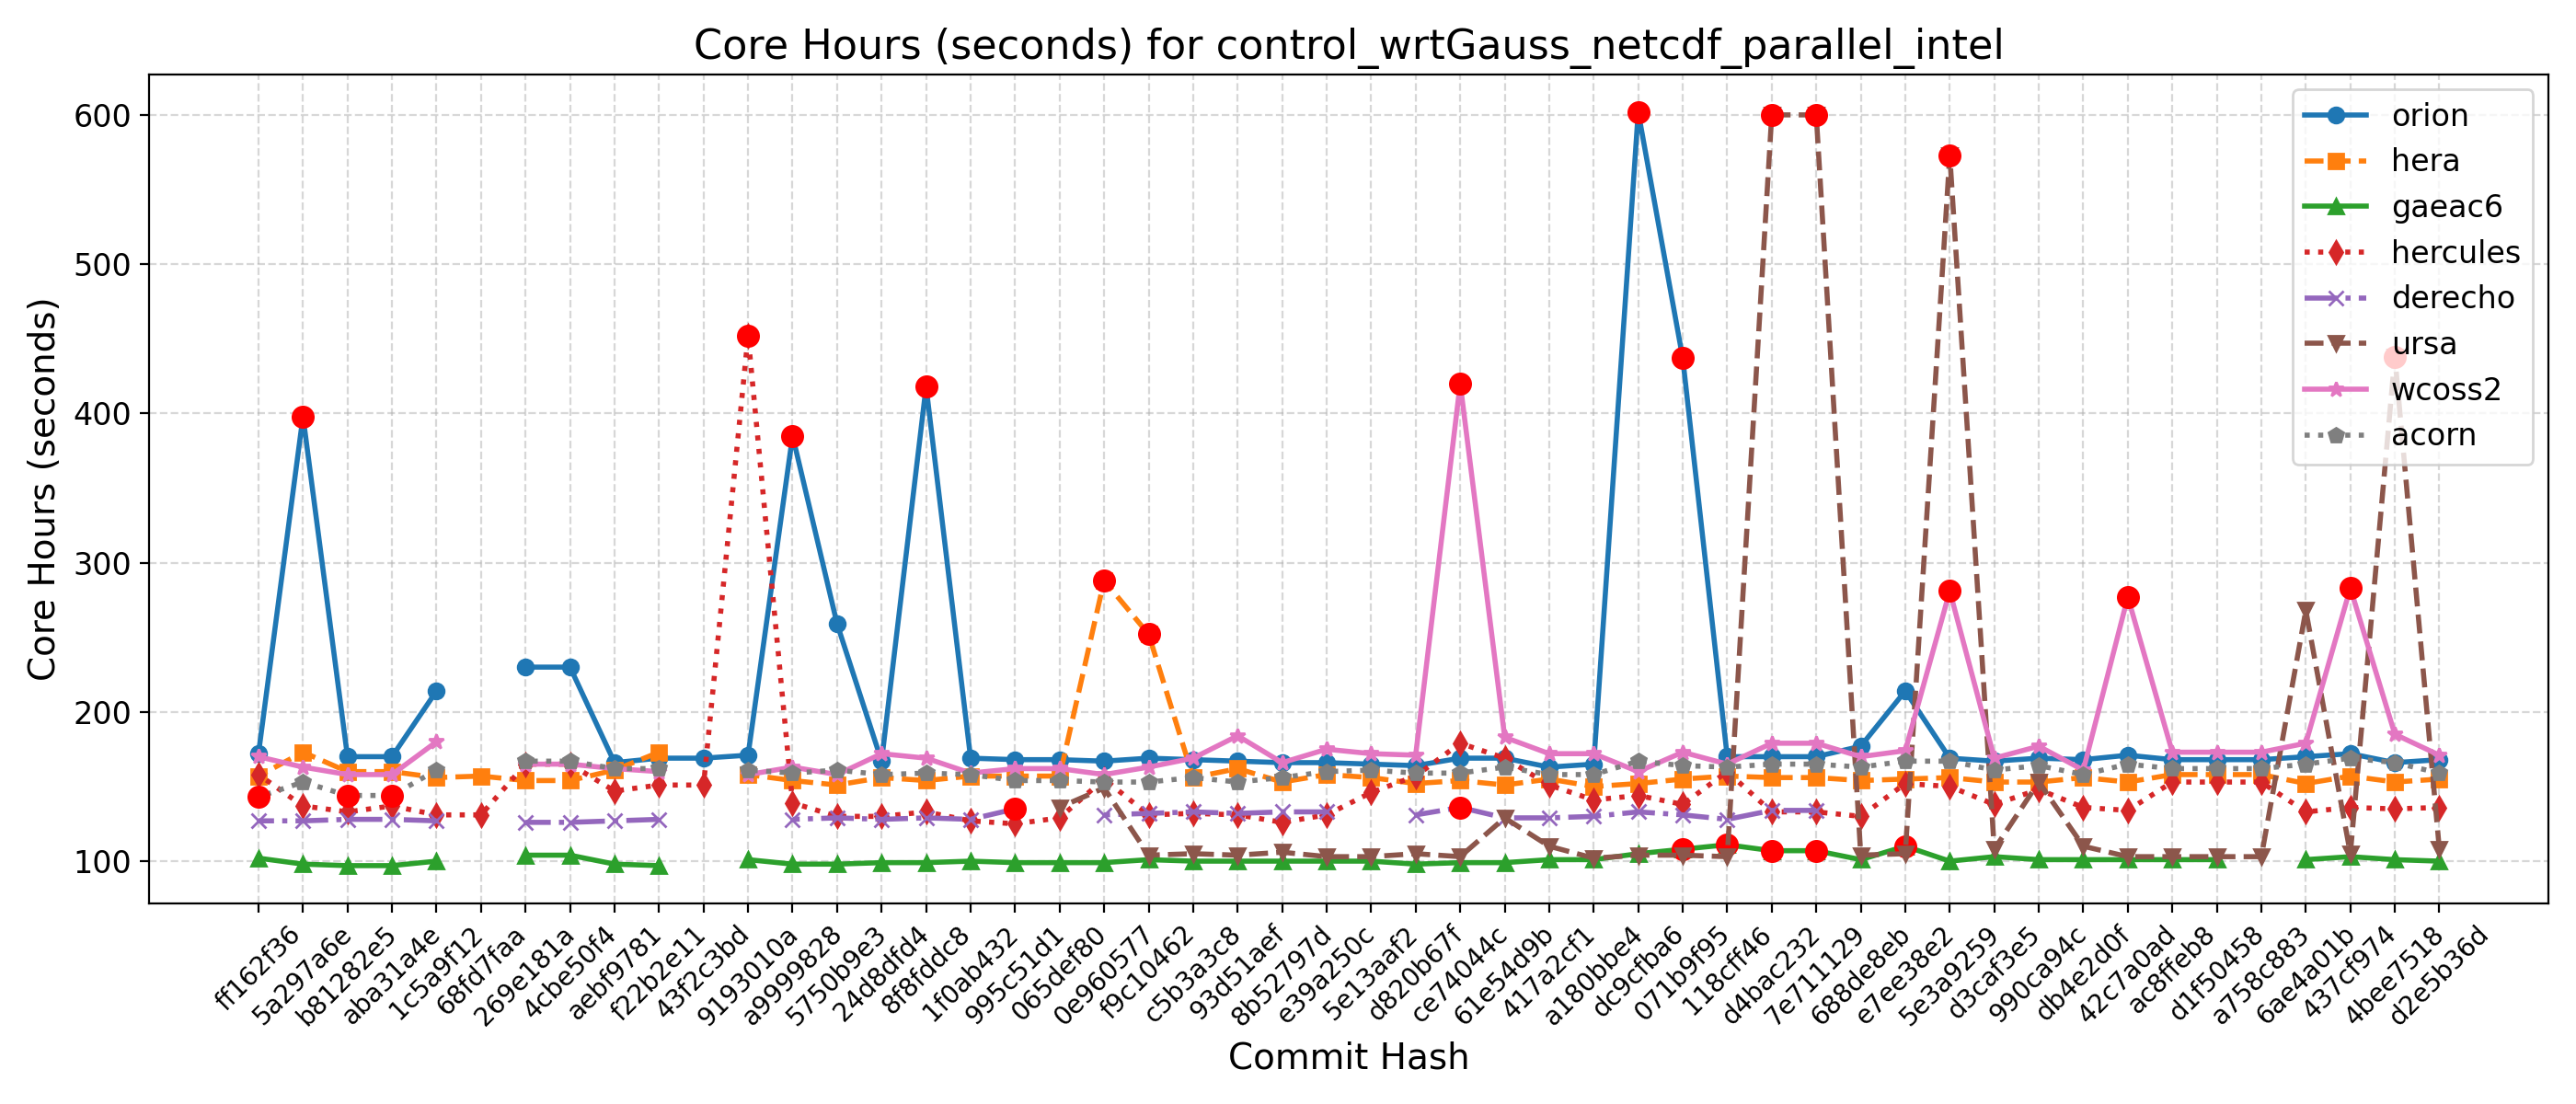 Core Hours (seconds) for control_wrtGauss_netcdf_parallel_intel
Core Hours (seconds)
600
500
400
300
200
100
orion
hera
gaeac6
hercules
derecho
ursa
wcoss2
acorn
ff162f36
5a297a6e
b81282e5
aba31a4e
1c5a9f12
68fd7faa
269e181a
4cbe50f4
aebf9781
f22b2e11
43f2c3bd
9193010a
a9999828
5750b9e3
24d8dfd4
8f8fddc8
1f0ab432
995c51d1
065def80
0e960577
f9c10462
c5b3a3c8
93d51aef
8b52797d
e39a250c
5e13aaf2
d820b67f
ce74044c
61e54d9b
417a2cf1
a180bbe4
dc9cfba6
071b9f95
118cff46
d4bac232
7e711129
688de8eb
e7ee38e2
5e3a9259
d3caf3e5
990ca94c
db4e2d0f
42c7a0ad
ac8ffeb8
d1f50458
a758c883
6ae4a01b
437cf974
4bee7518
d2e5b36d
Commit Hash